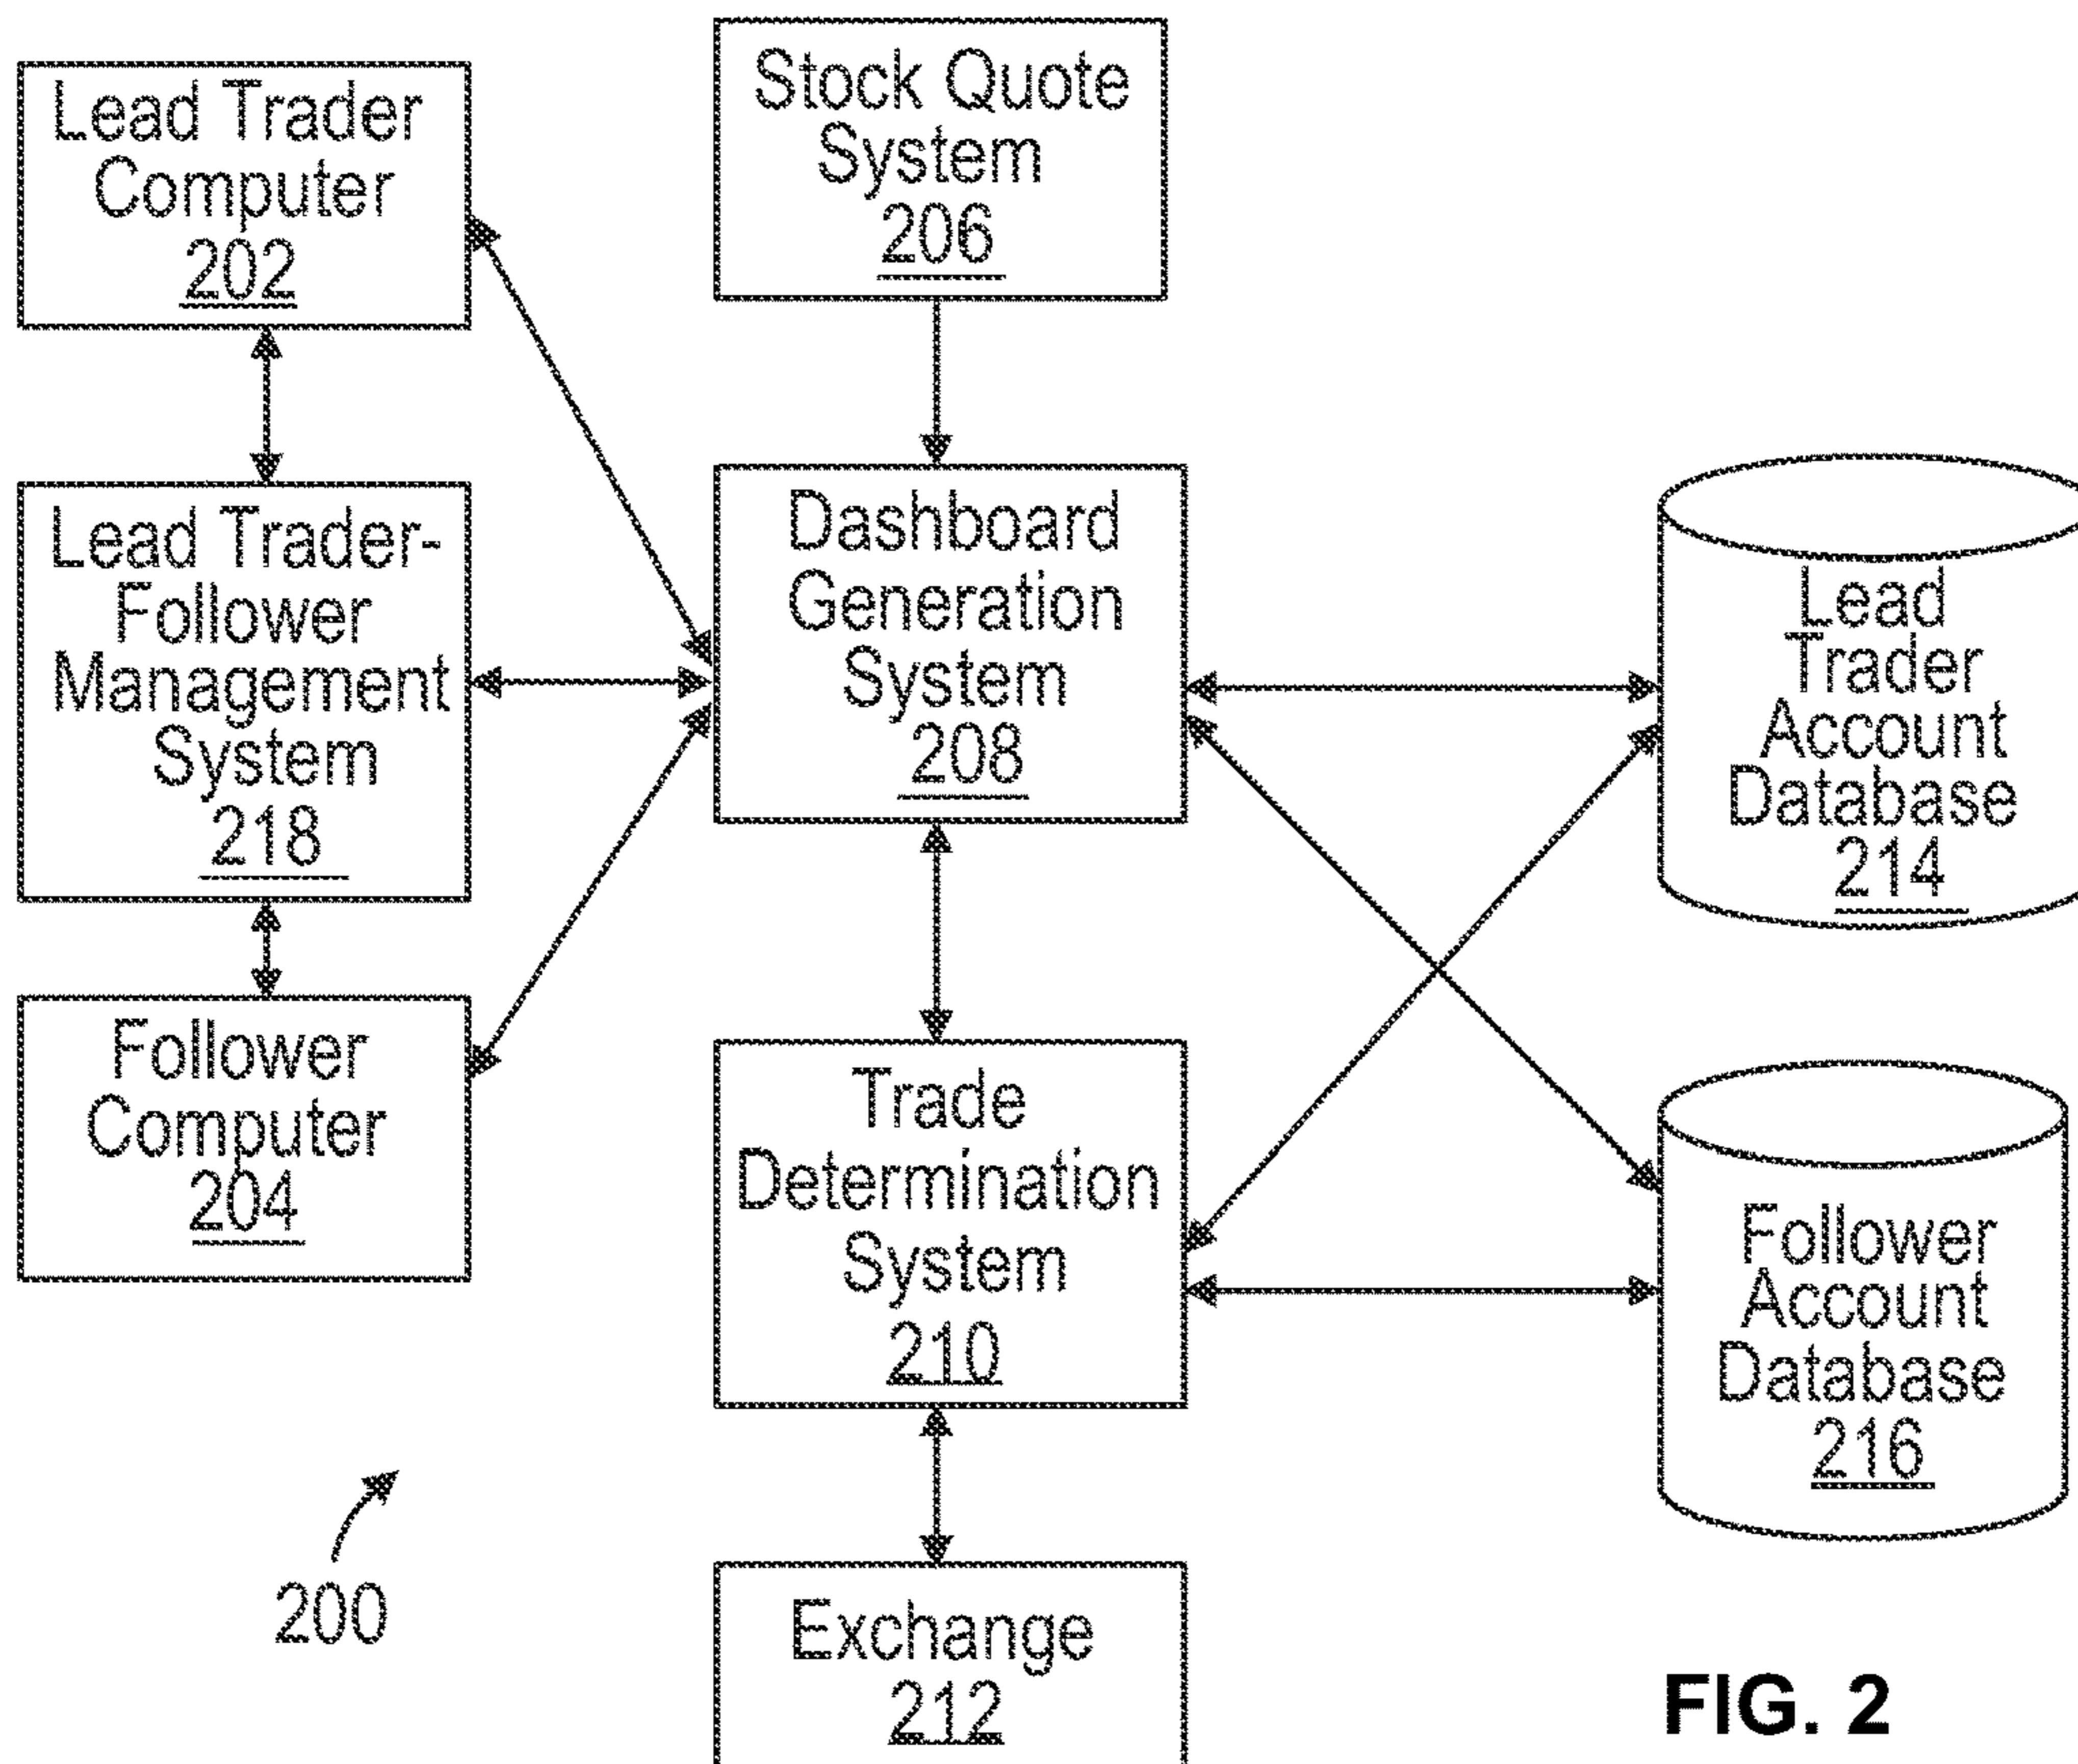 Lead Trader
Computer
202
Stock Quote
System
206
Lead Trader-
Follower
Management
System
218
Dashboard
Generation
System
208
Lead
Trader
Account
Database
214
Follower
Computer
204
Trade
Determination
System
210
Follower
Account
Database
216
200
Exchange
212
FIG. 2